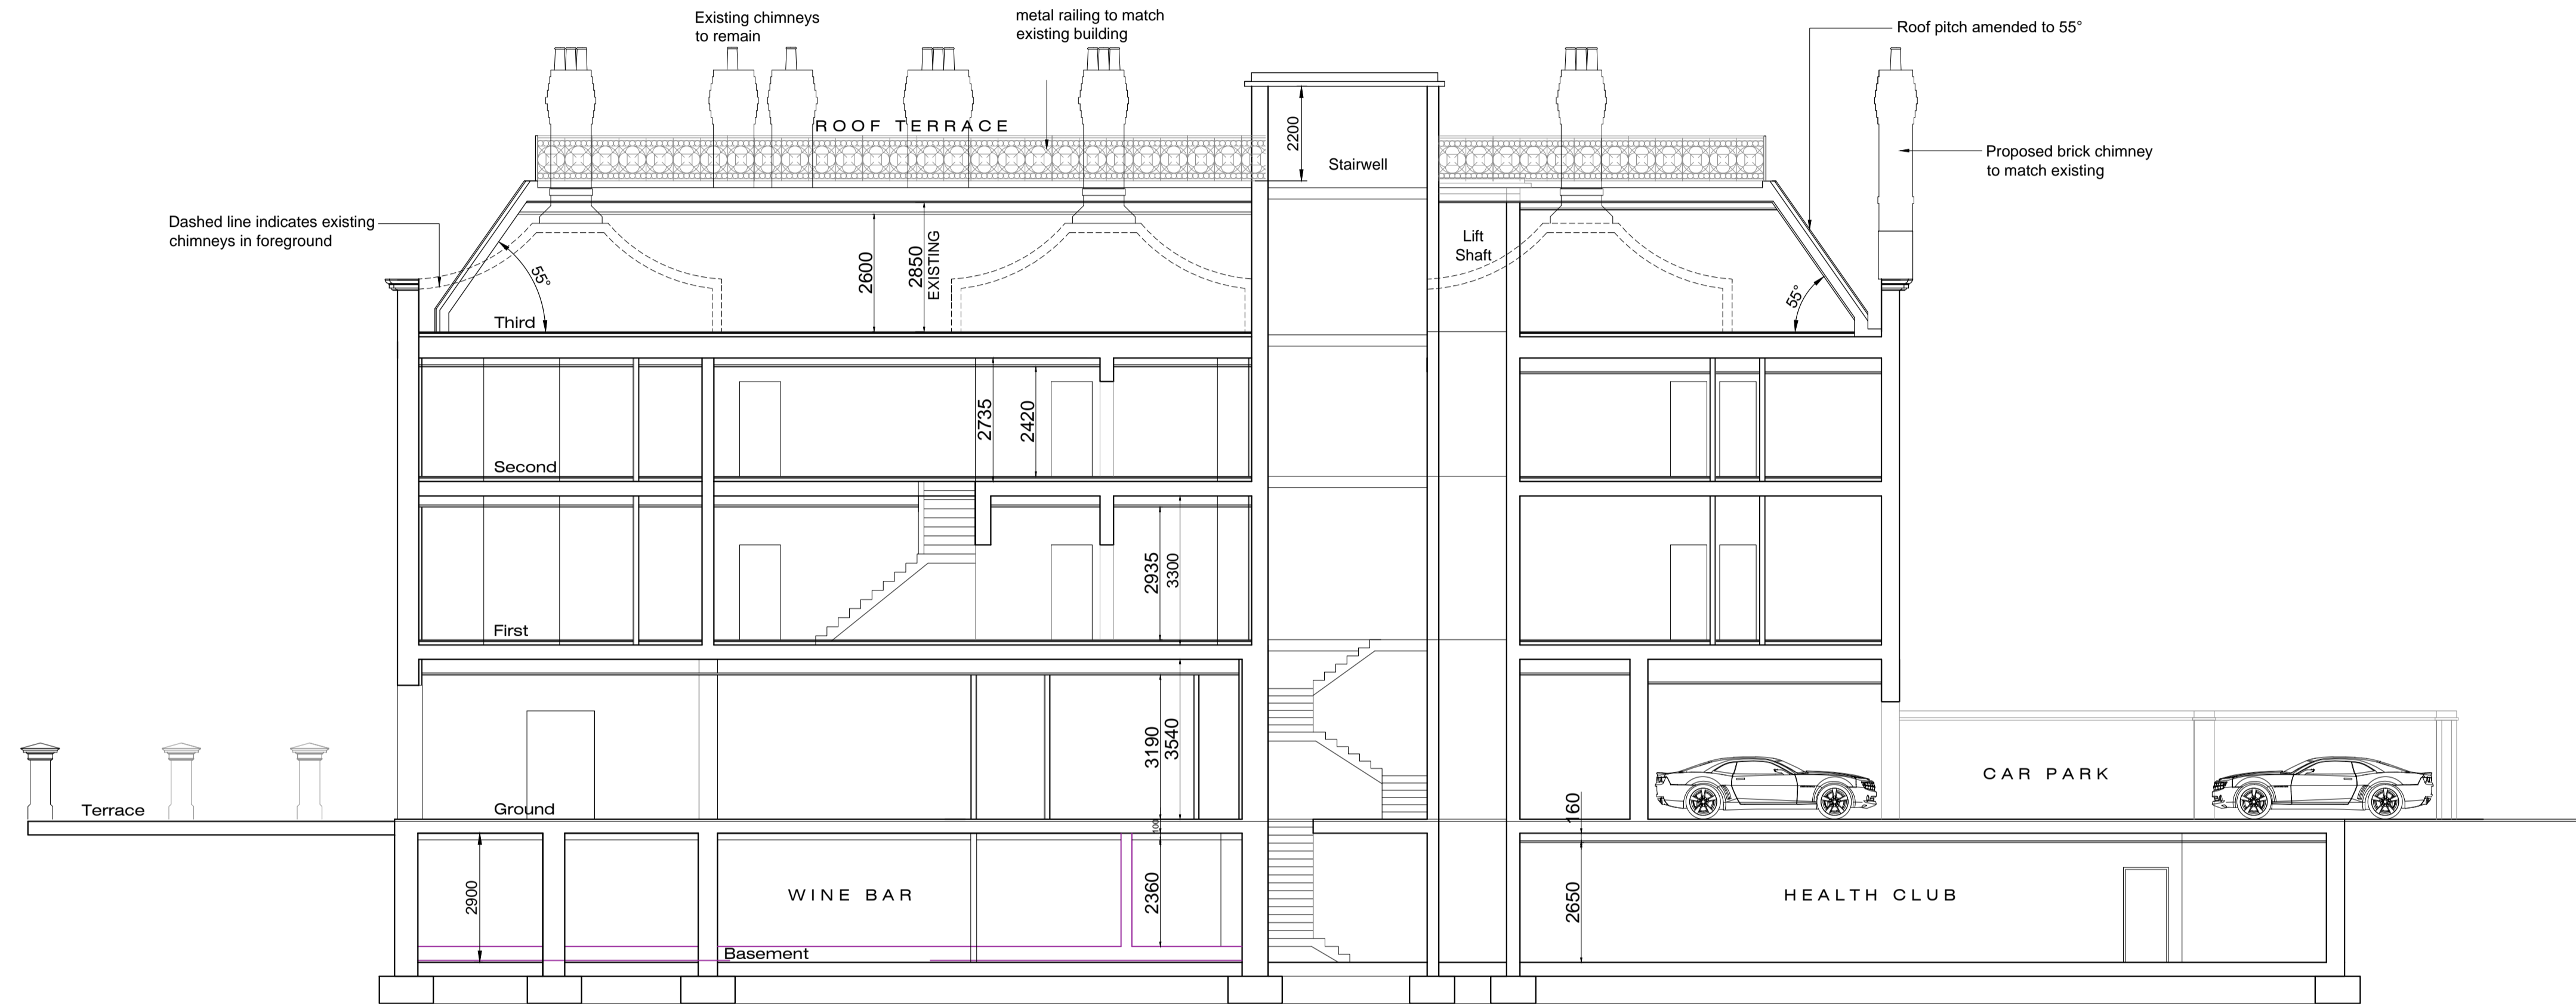 Existing chimneys
to remain
metal railing to match
existing building
Roof pitch amended to 55°
ROOF TERRACE
2200
Stairwell
Proposed brick chimney
to match existing
Dashed line indicates existing
chimneys in foreground
55°
2600
2850
EXISTING
Lift
Shaft
55°
Third
2735
2420
Second
2935
3300
First
3190
3540
CAR PARK
Terrace
Ground
160
100
2900
WINE BAR
2360
2650
HEALTH CLUB
Basement